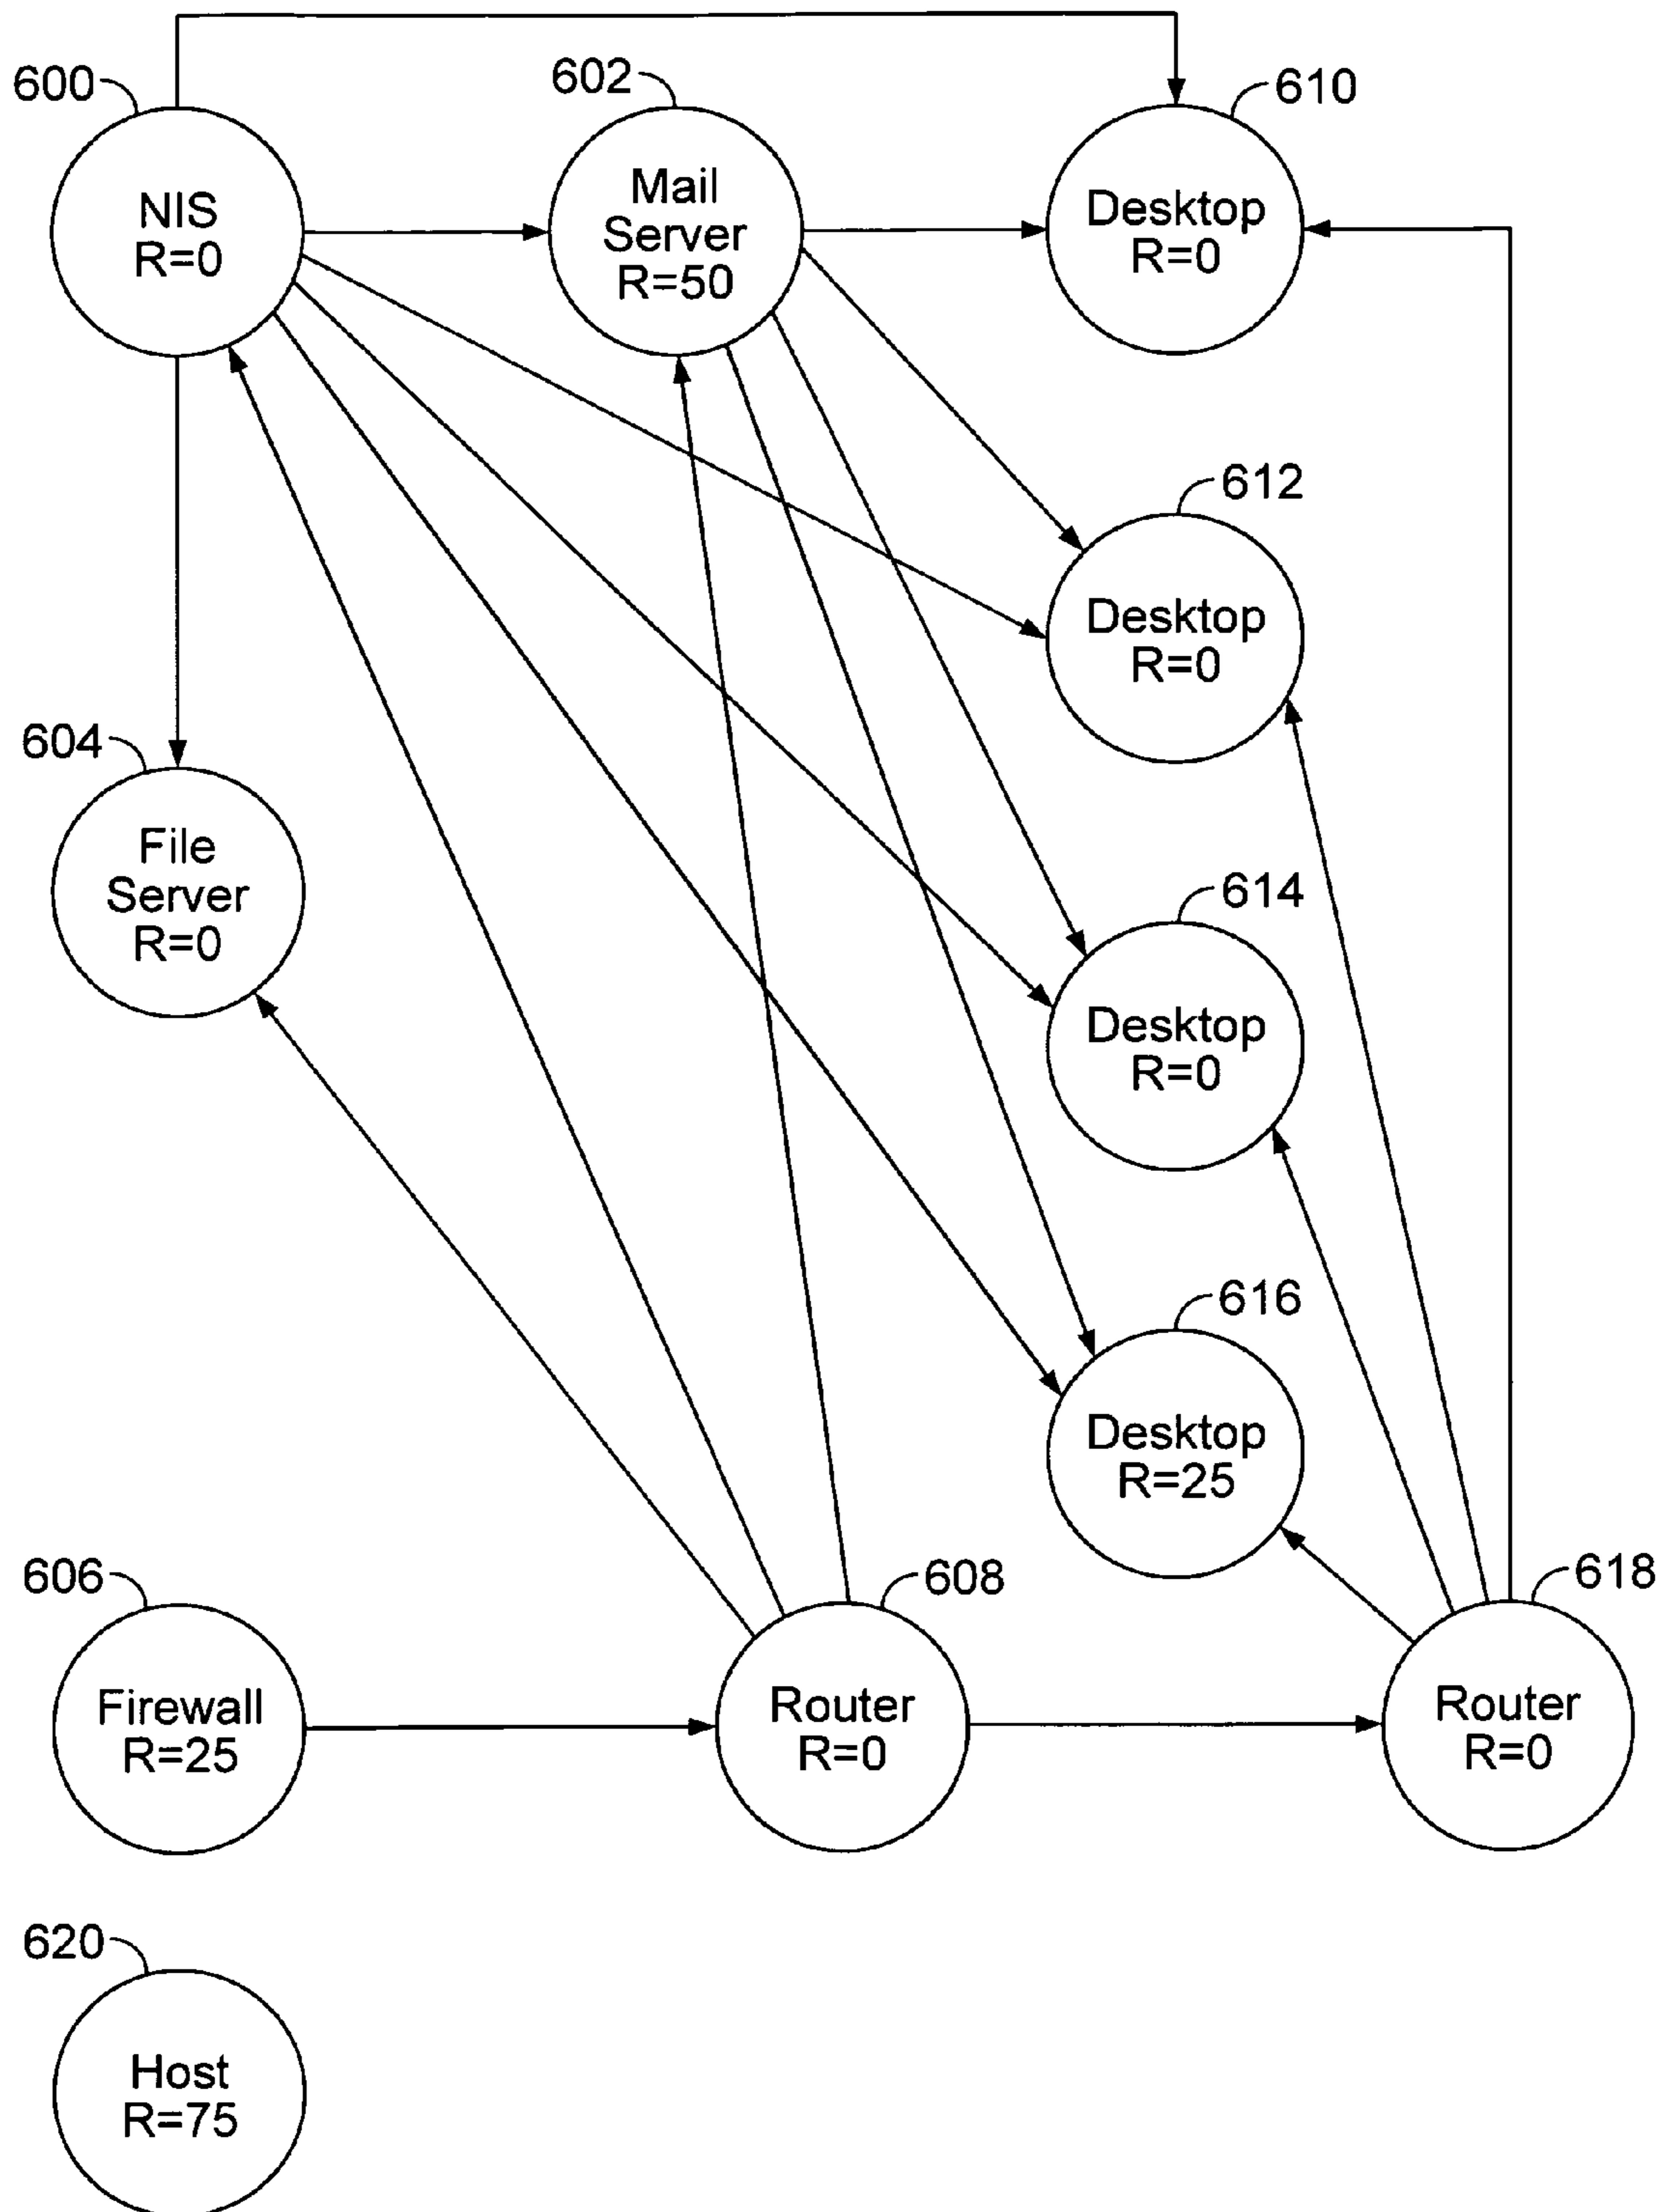 600
NIS
R=0
602
Mail
Server
R=50
610
Desktop
R=0
612
Desktop
R=0
604
File
Server
R=0
614
Desktop
R=0
616
Desktop
R=25
606
Firewall
R=25
608
Router
R=0
618
Router
R=0
620
Host
R=75